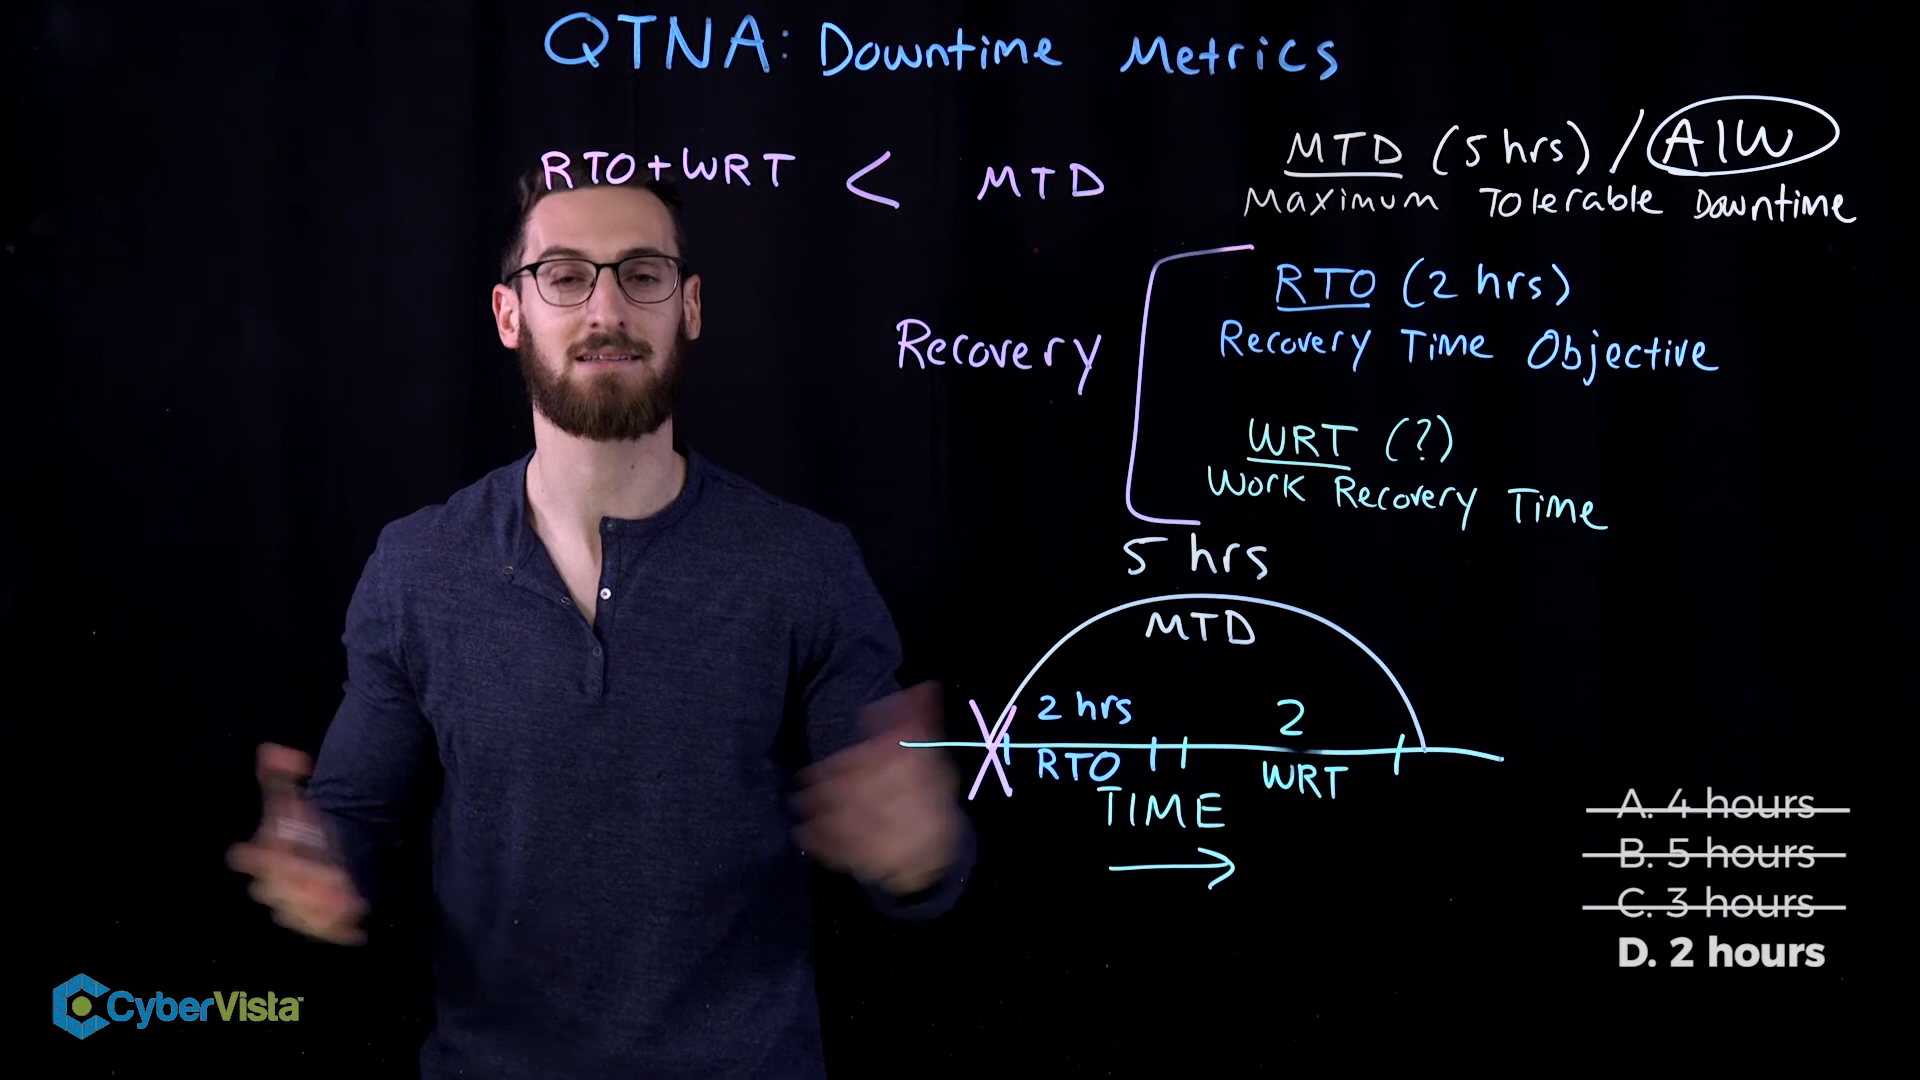 QTNA: Downtime Metrics
RTO + WRT < MTD
MTD (5 hrs) / AIW
Maximum Tolerable Downtime
RTO (2 hrs)
Recovery Time Objective
Recovery
WRT (?)
Work Recovery Time
5 hrs
MTD
2 hrs
2
RTO
WRT
TIME
A. 4 hours
B. 5 hours
C. 3 hours
D. 2 hours
CyberVista